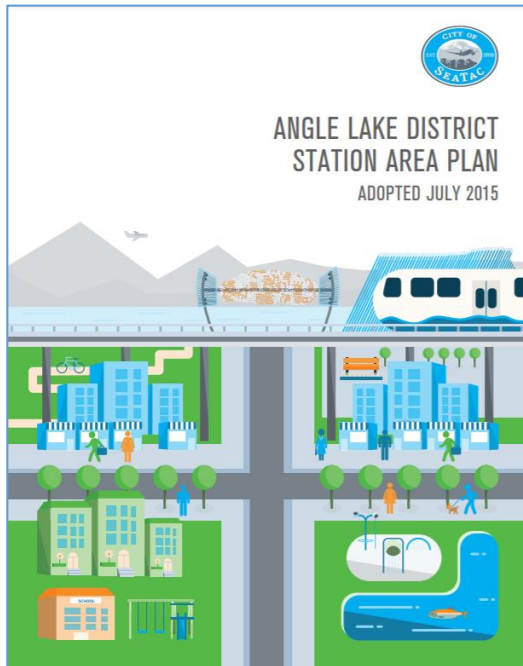 CITY OF
SEATAC
ANGLE LAKE DISTRICT
STATION AREA PLAN
ADOPTED JULY 2015
SCHOOL